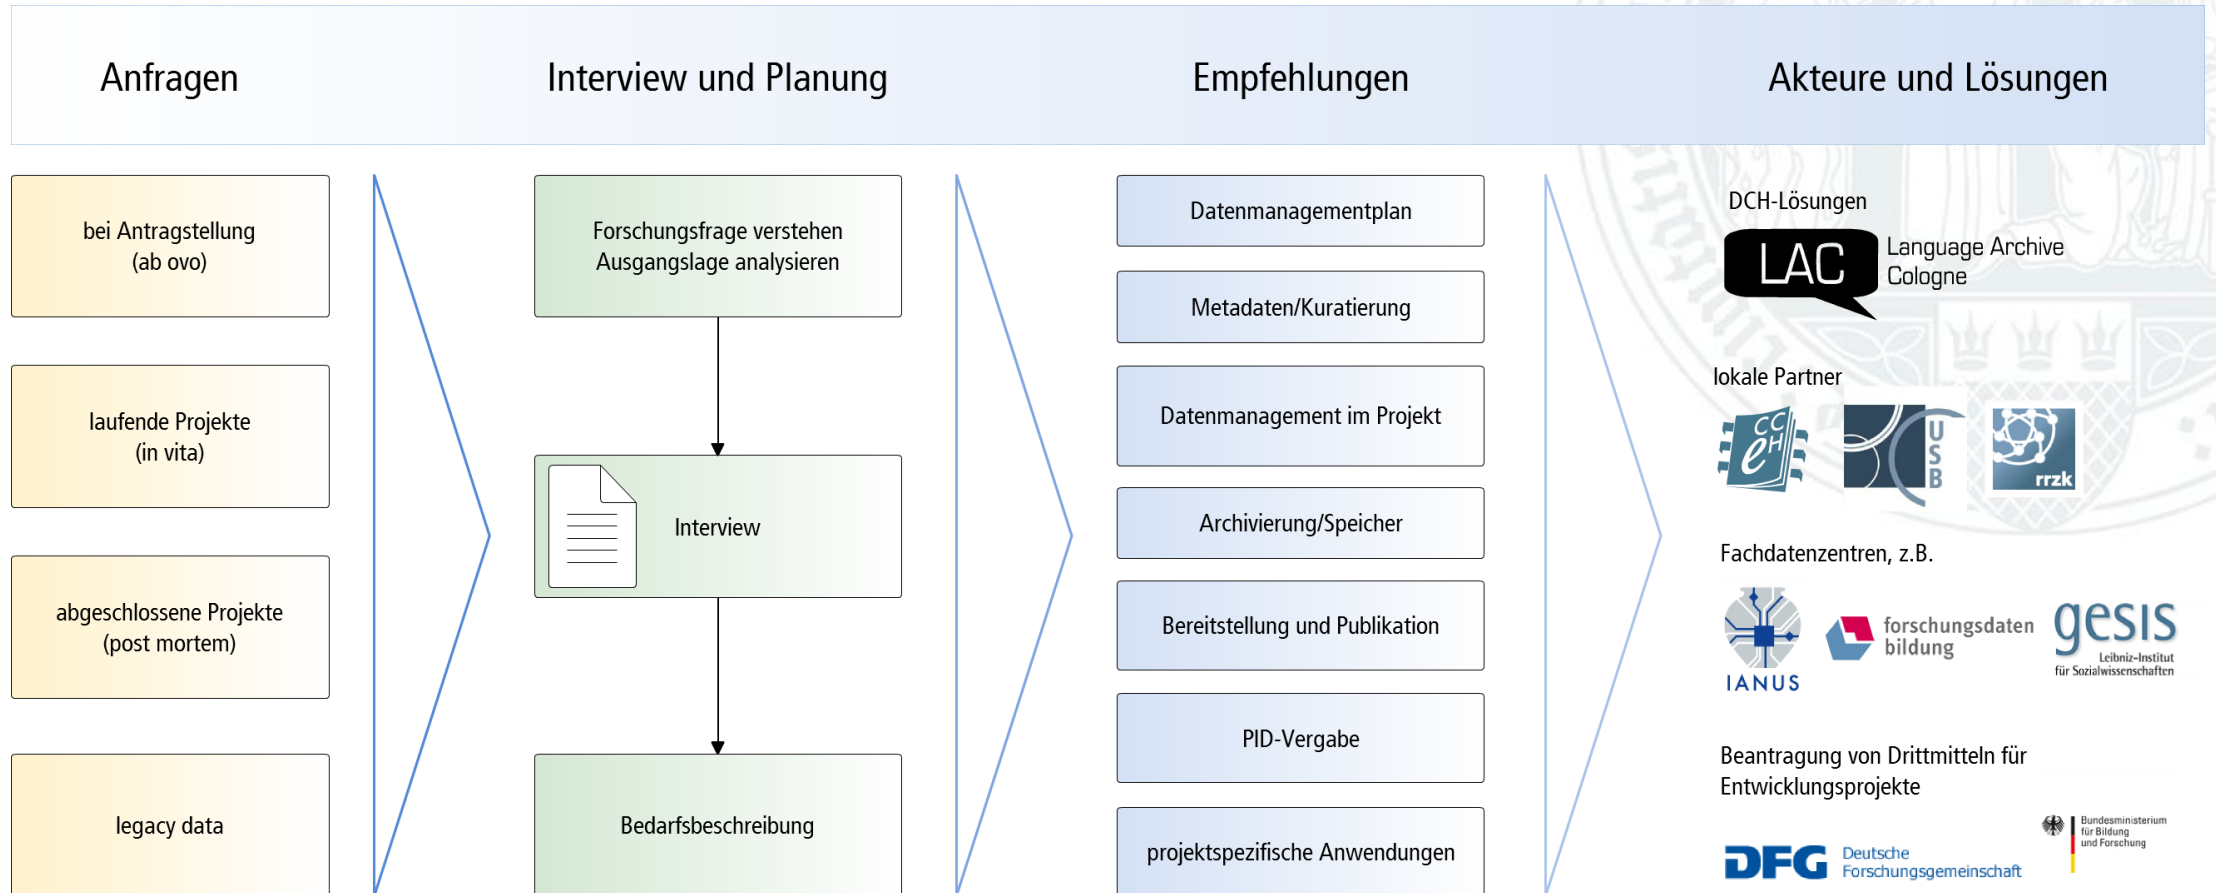 Anfragen
Interview und Planung
Empfehlungen
Akteure und Lösungen
bei Antragstellung
(ab ovo)
laufende Projekte
(in vita)
abgeschlossene Projekte
(post mortem)
legacy data
Forschungsfrage verstehen
Ausgangslage analysieren
Interview
Bedarfsbeschreibung
Datenmanagementplan
Metadaten/Kuratierung
Datenmanagement im Projekt
Archivierung/Speicher
Bereitstellung und Publikation
PID-Vergabe
projektspezifische Anwendungen
DCH-Lösungen
LAC
Language Archive
Cologne
lokale Partner
CCeH
USB
rrzk
Fachdatenzentren, z.B.
IANUS
forschungsdaten
bildung
gesis
Leibniz-Institut
für Sozialwissenschaften
Beantragung von Drittmitteln für
Entwicklungsprojekte
DFG
Deutsche
Forschungsgemeinschaft
Bundesministerium
für Bildung
und Forschung